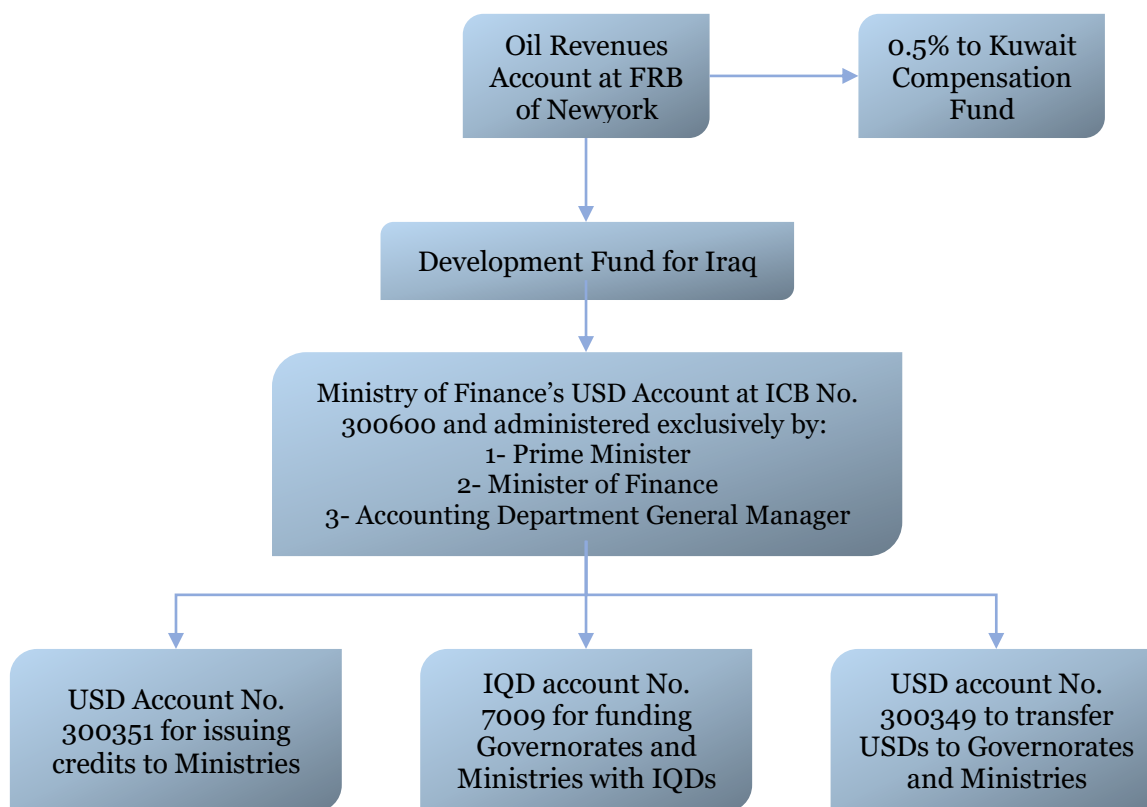 Oil Revenues
Account at FRB
of Newyork
0.5% to Kuwait
Compensation
Fund
Development Fund for Iraq
Ministry of Finance’s USD Account at ICB No.
300600 and administered exclusively by:
1- Prime Minister
2- Minister of Finance
3- Accounting Department General Manager
USD Account No.
300351 for issuing
credits to Ministries
IQD account No.
7009 for funding
Governorates and
Ministries with IQDs
USD account No.
300349 to transfer
USDs to Governorates
and Ministries